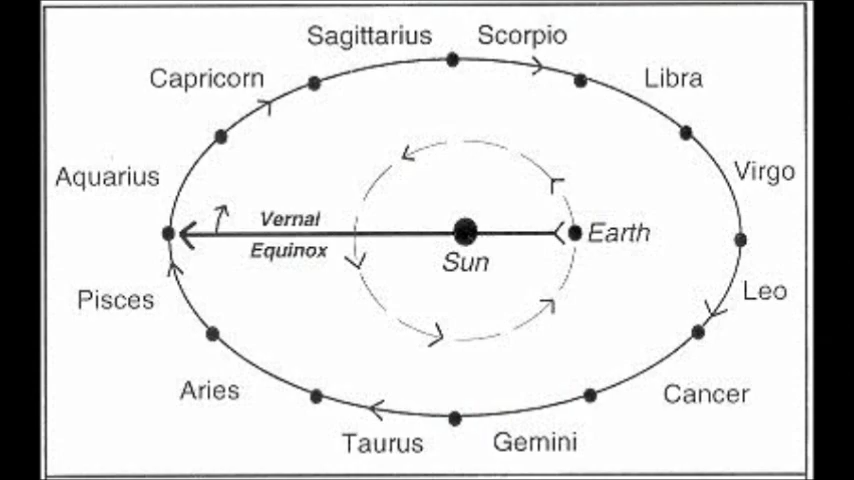 Sagittarius Scorpio
Capricorn Libra
Aquarius Virgo
Vernal
Equinox
Earth
Sun
Pisces Leo
Aries Cancer
Taurus Gemini